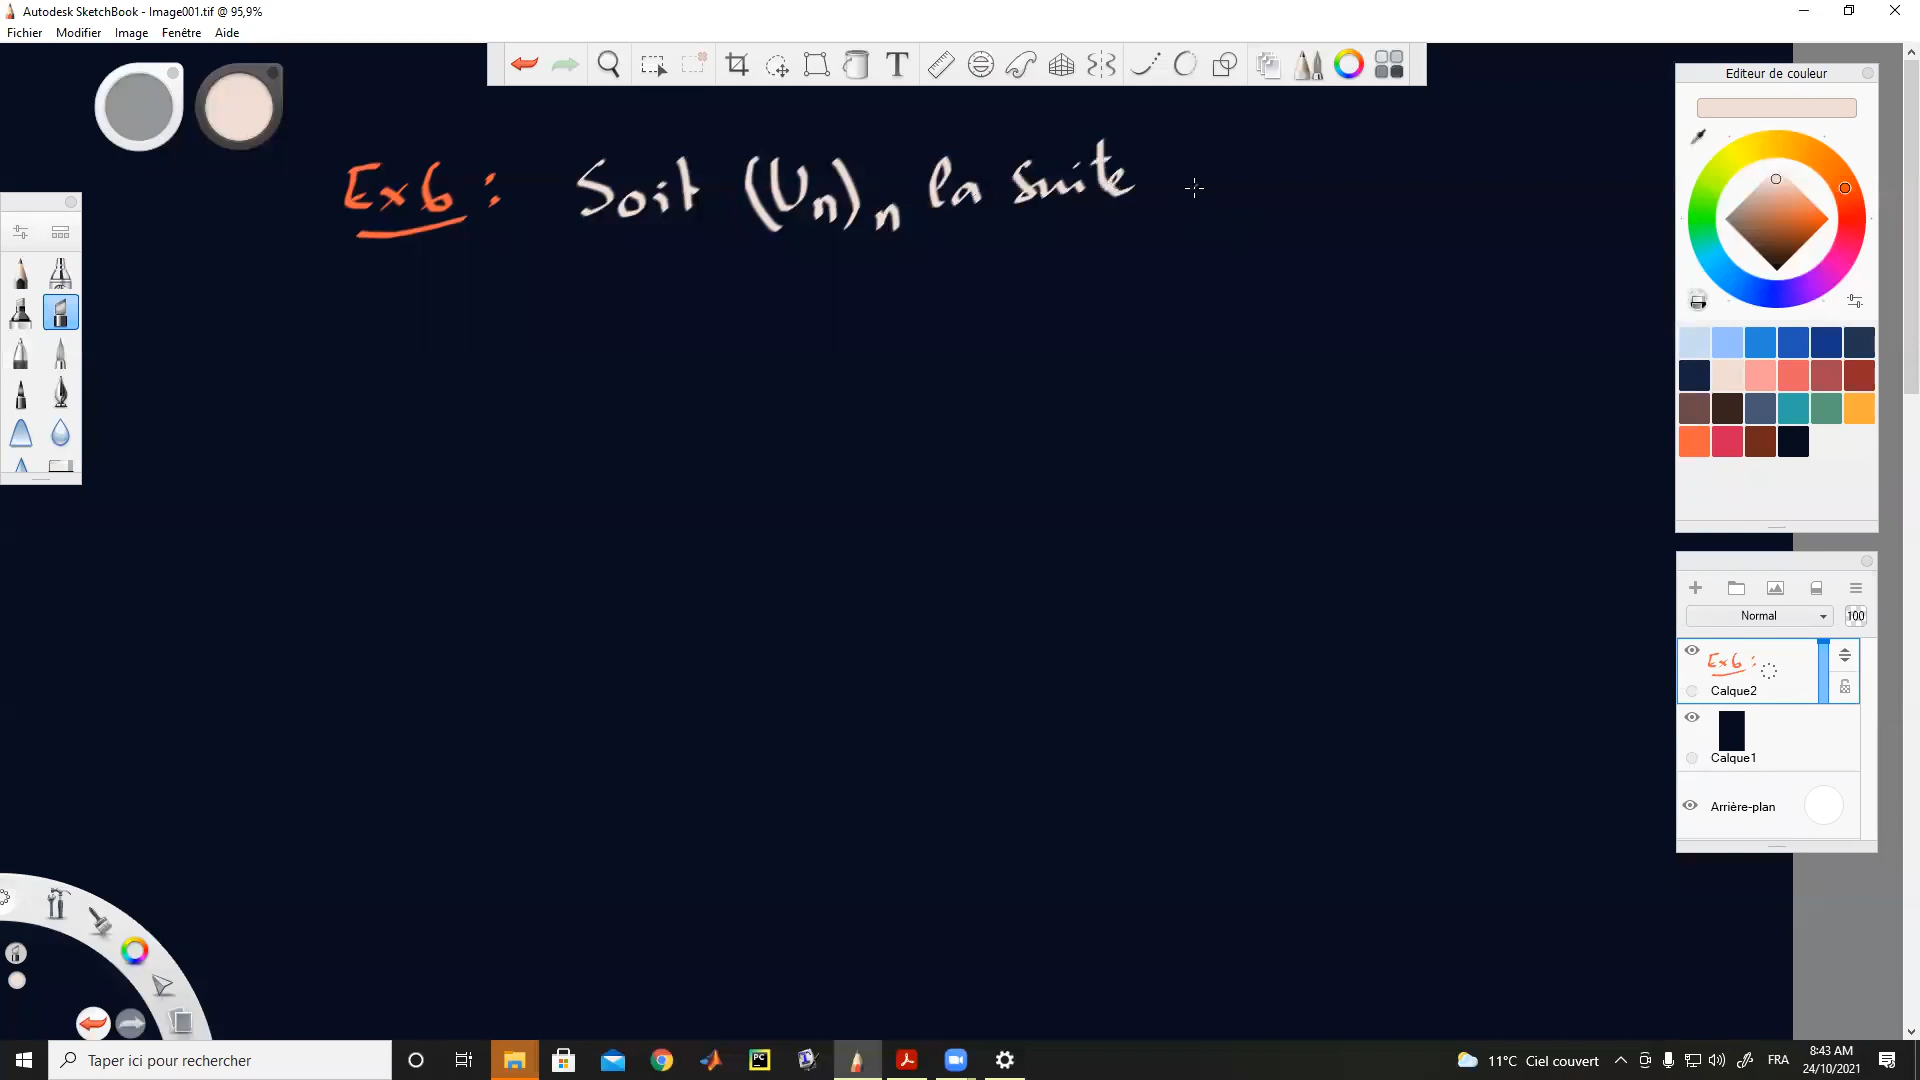 Autodesk SketchBook - Image001.tif @ 95,9%
Fichier Modifier Image Fenêtre Aide
Editeur de couleur
Ex6 : Soit (Un)n la suite
Normal 100
Ex6 :
Calque2
Calque1
Arrière-plan
Taper ici pour rechercher
PC
11°C Ciel couvert
FRA
8:43 AM
24/10/2021